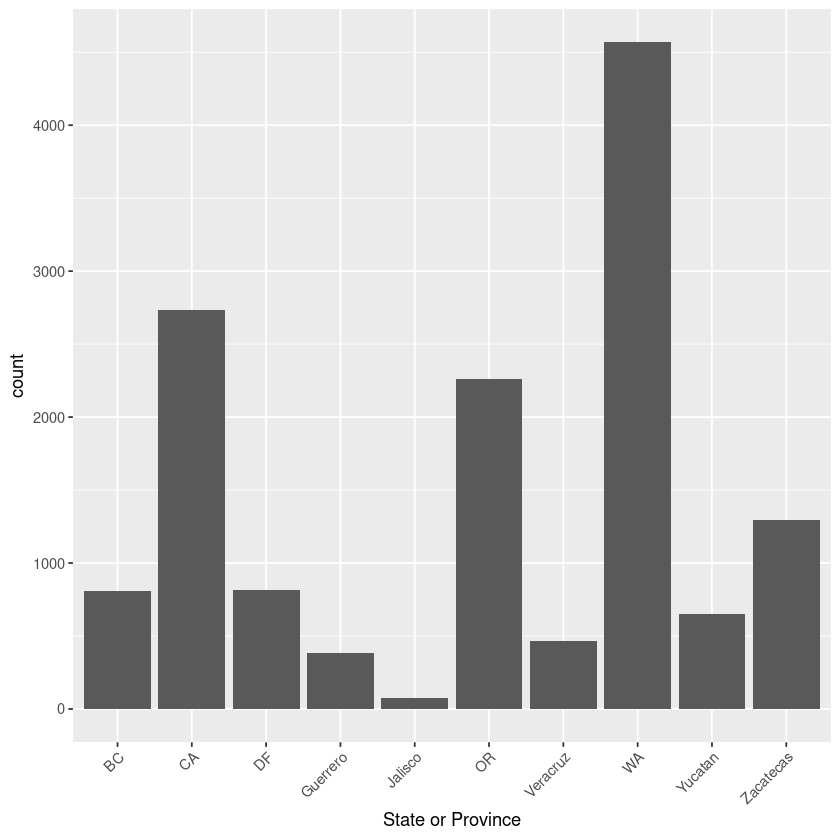 count
4000
3000
2000
1000
0
BC
CA
DF
Guerrero
Jalisco
OR
Veracruz
WA
Yucatan
Zacatecas
State or Province